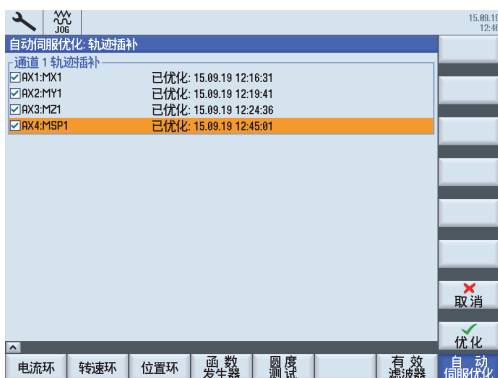 JOG
15.09.19
12:46
自动伺服优化: 轨迹插补
通道 1 轨迹插补
AX1:MX1 已优化: 15.09.19 12:16:31
AX2:MY1 已优化: 15.09.19 12:19:41
AX3:MZ1 已优化: 15.09.19 12:24:36
AX4:MSP1 已优化: 15.09.19 12:45:01
取消
优化
电流环 转速环 位置环 函数发生器 圆度测试 有效滤波器 自动伺服优化